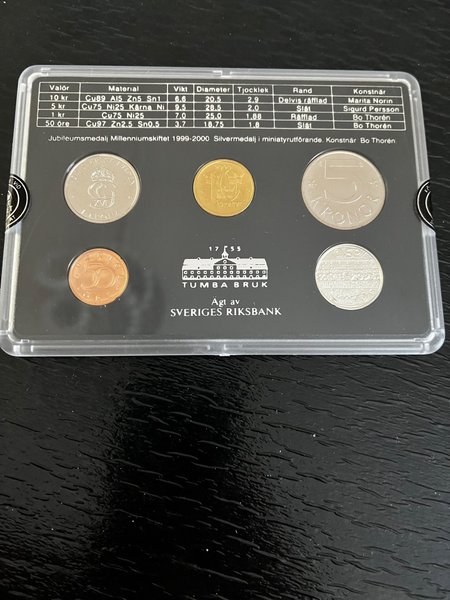 Valör Material Vikt Diameter Tjocklek Rand Konstnär
10 kr Cu89 Al5 Zn5 Sn1 6,6 20,5 2,9 Delvis räfflad Marita Norin
5 kr Cu75 Ni25 Kärna Ni 9,5 28,5 2,0 Slät Sigurd Persson
1 kr Cu75 Ni25 7,0 25,0 1,88 Räfflad Bo Thorén
50 öre Cu97 Zn2,5 Sn0,5 3,7 18,75 1,8 Slät Bo Thorén
Jubileumsmedalj Millenniumskiftet 1999-2000. Silvermedalj i miniatyrutförande. Konstnär Bo Thorén
5
KRONOR
50
1755
TUMBA BRUK
Ägt av
SVERIGES RIKSBANK